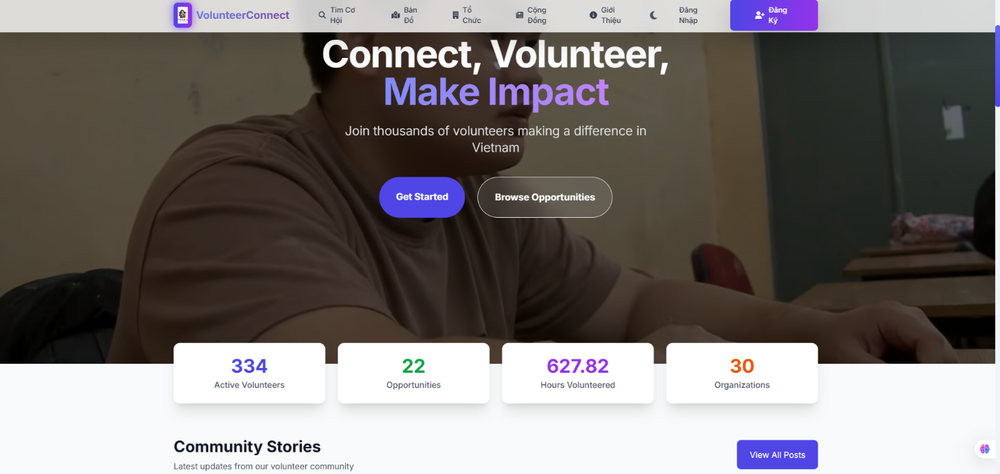 VolunteerConnect
Tìm Cơ
Hội
Bản
Đồ
Tổ
Chức
Cộng
Đồng
Giới
Thiệu
Đăng
Nhập
Đăng
Ký
Connect, Volunteer,
Make Impact
Join thousands of volunteers making a difference in
Vietnam
Get Started
Browse Opportunities
334
Active Volunteers
22
Opportunities
627.82
Hours Volunteered
30
Organizations
Community Stories
Latest updates from our volunteer community
View All Posts